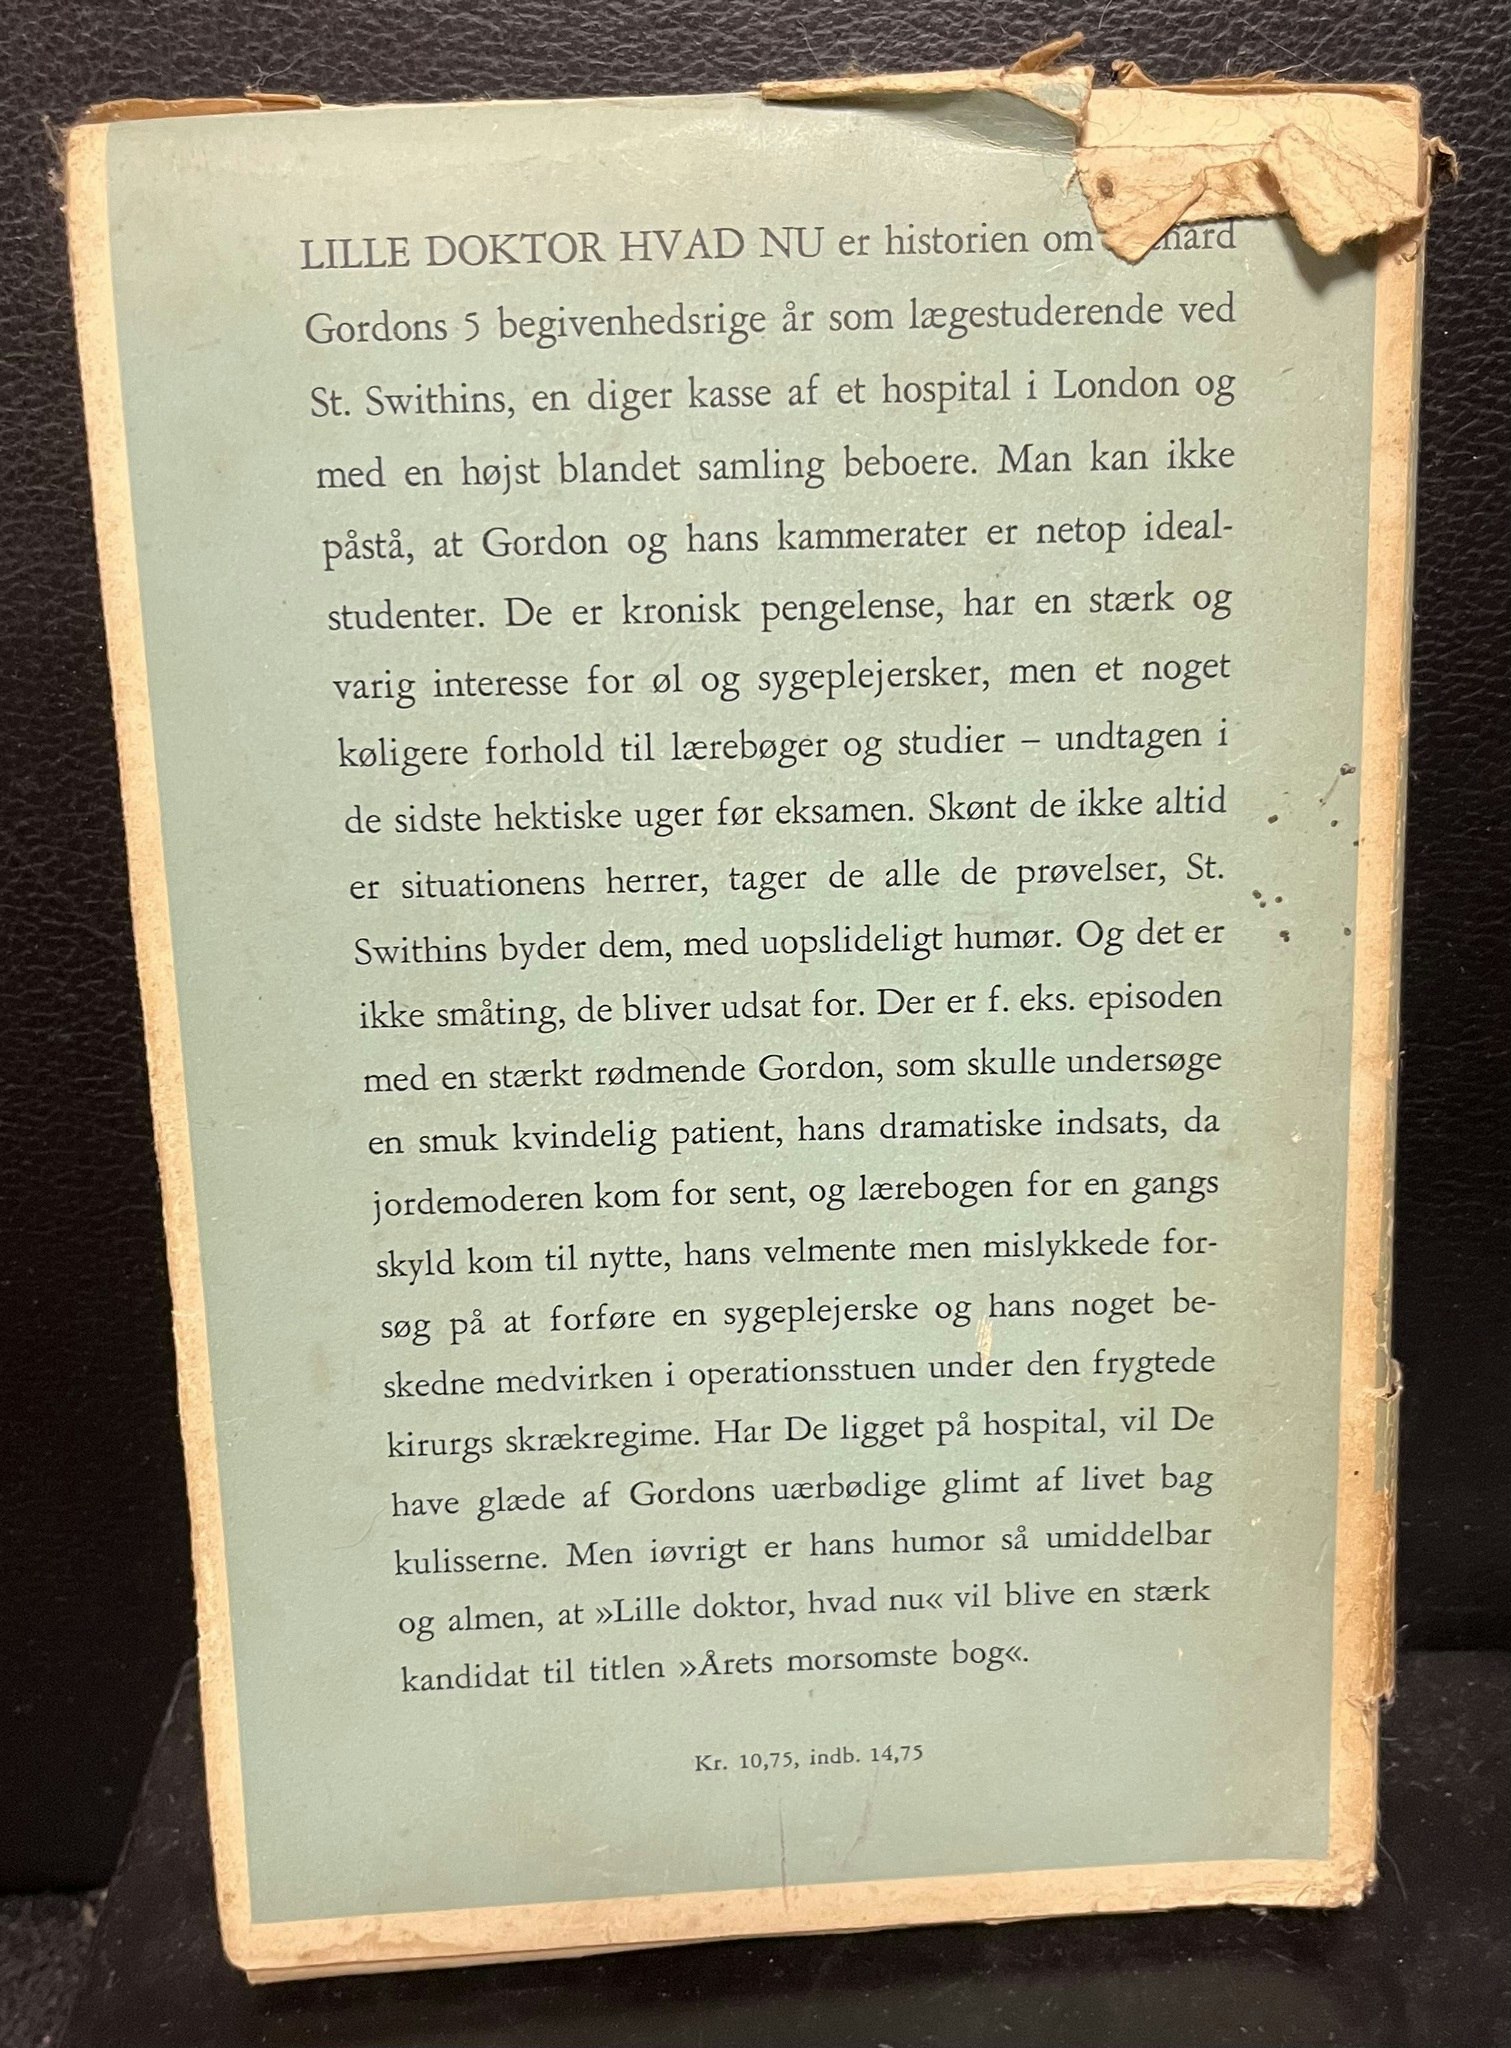 LILLE DOKTOR HVAD NU er historien om
Gordons 5 begivenhedsrige år som lægestuderende ved
St. Swithins, en diger kasse af et hospital i London og
med en højst blandet samling beboere. Man kan ikke
påstå, at Gordon og hans kammerater er netop ideal-
studenter. De er kronisk pengelense, har en stærk og
varig interesse for øl og sygeplejersker, men et noget
køligere forhold til lærebøger og studier – undtagen i
de sidste hektiske uger før eksamen. Skønt de ikke altid
er situationens herrer, tager de alle de prøvelser, St.
Swithins byder dem, med uopslideligt humør. Og det er
ikke småting, de bliver udsat for. Der er f. eks. episoden
med en stærkt rødmende Gordon, som skulle undersøge
en smuk kvindelig patient, hans dramatiske indsats, da
jordemoderen kom for sent, og lærebogen for en gangs
skyld kom til nytte, hans velmente men mislykkede for-
søg på at forføre en sygeplejerske og hans noget be-
skedne medvirken i operationsstuen under den frygtede
kirurgs skrækregime. Har De ligget på hospital, vil De
have glæde af Gordons uærbødige glimt af livet bag
kulisserne. Men iøvrigt er hans humor så umiddelbar
og almen, at »Lille doktor, hvad nu« vil blive en stærk
kandidat til titlen »Årets morsomste bog«.
Kr. 10,75, indb. 14,75